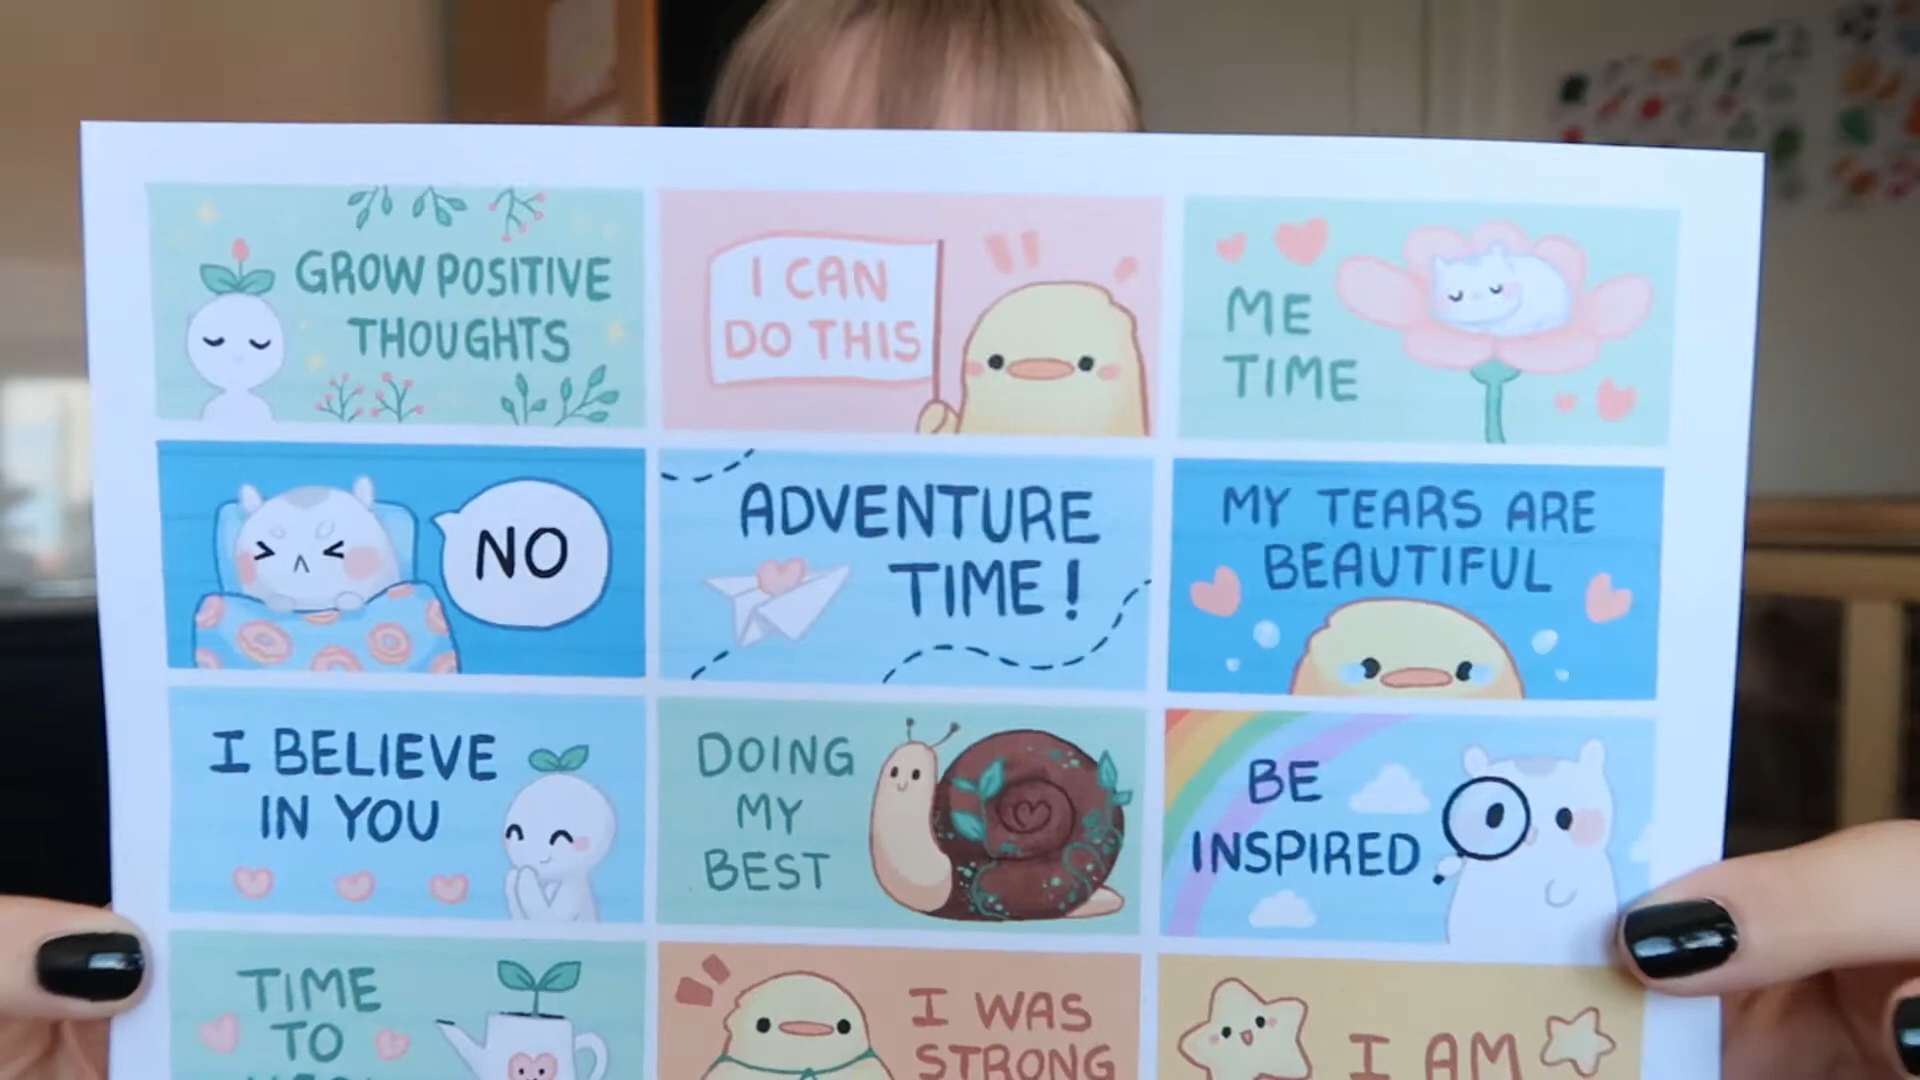 GROW POSITIVE
THOUGHTS
I CAN
DO THIS
ME
TIME
NO
ADVENTURE
TIME!
MY TEARS ARE
BEAUTIFUL
I BELIEVE
IN YOU
DOING
MY
BEST
BE
INSPIRED
TIME
TO
I WAS
STRONG
I AM